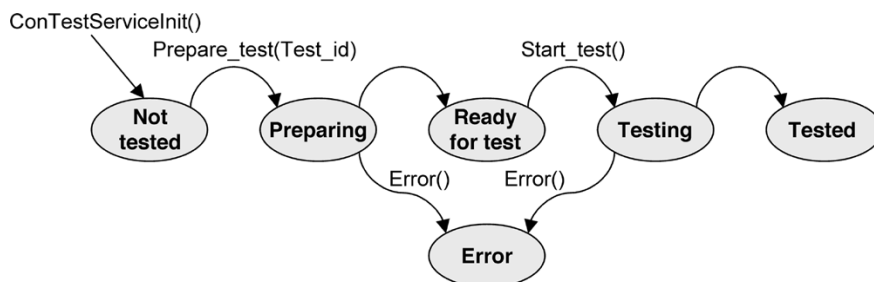 ConTestServiceInit()
Prepare_test(Test_id)
Start_test()
Not
tested
Preparing
Ready
for test
Testing
Tested
Error()
Error()
Error